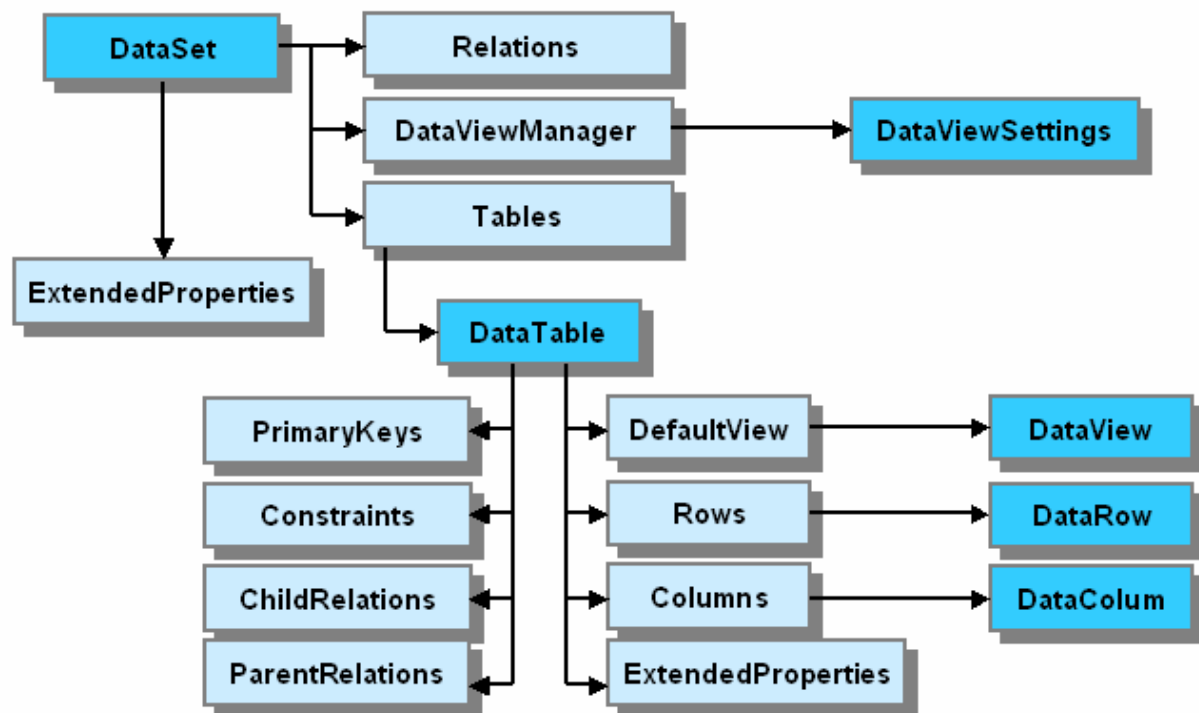 DataSet
Relations
DataViewManager
DataViewSettings
Tables
ExtendedProperties
DataTable
PrimaryKeys
DefaultView
DataView
Constraints
Rows
DataRow
ChildRelations
Columns
DataColum
ParentRelations
ExtendedProperties